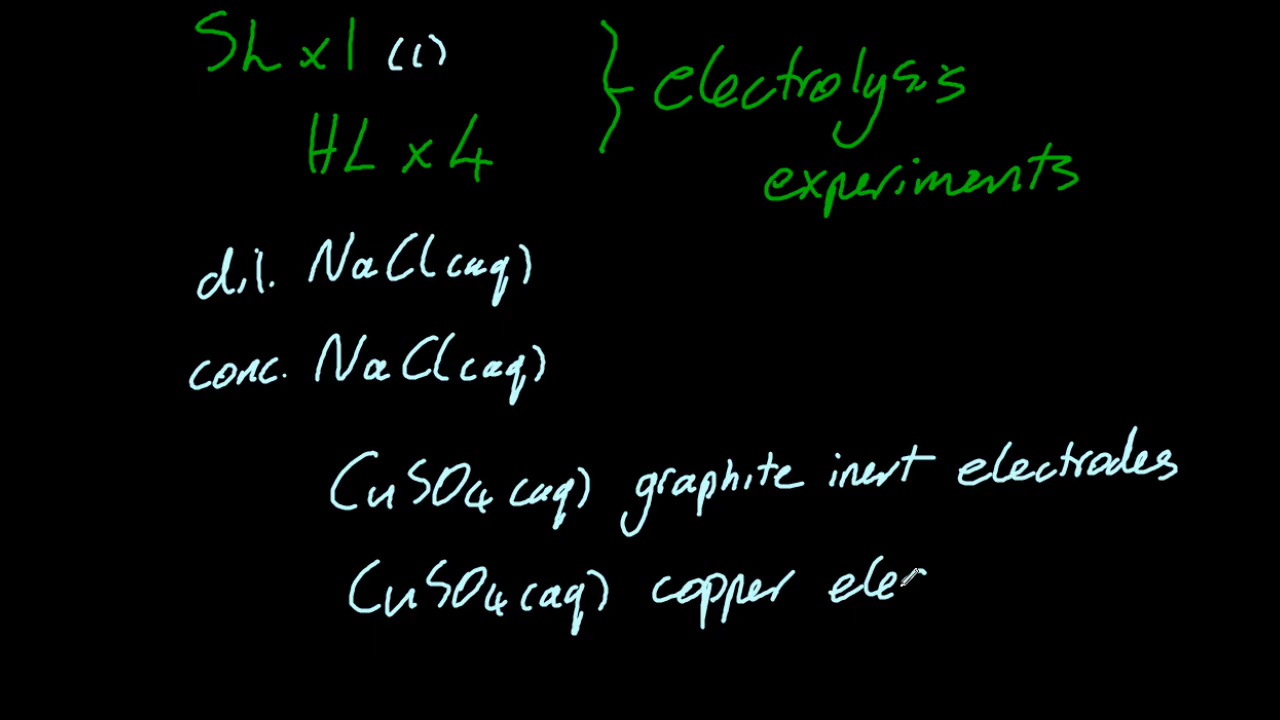 SL x 1 (l) } electrolysis
HL x 4 experiments
dil. NaCl(aq)
conc. NaCl(aq)
CuSO4(aq) graphite inert electrodes
CuSO4(aq) copper ele